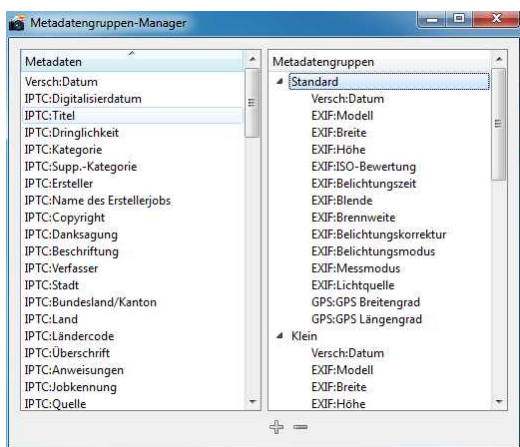 Metadatengruppen-Manager
Metadaten
Versch:Datum
IPTC:Digitalisierdatum
IPTC:Titel
IPTC:Dringlichkeit
IPTC:Kategorie
IPTC:Supp.-Kategorie
IPTC:Ersteller
IPTC:Name des Erstellerjobs
IPTC:Copyright
IPTC:Danksagung
IPTC:Beschriftung
IPTC:Verfasser
IPTC:Stadt
IPTC:Bundesland/Kanton
IPTC:Land
IPTC:Ländercode
IPTC:Überschrift
IPTC:Anweisungen
IPTC:Jobkennung
IPTC:Quelle
Metadatengruppen
Standard
Versch:Datum
EXIF:Modell
EXIF:Breite
EXIF:Höhe
EXIF:ISO-Bewertung
EXIF:Belichtungszeit
EXIF:Blende
EXIF:Brennweite
EXIF:Belichtungskorrektur
EXIF:Belichtungsmodus
EXIF:Messmodus
EXIF:Lichtquelle
GPS:GPS Breitengrad
GPS:GPS Längengrad
Klein
Versch:Datum
EXIF:Modell
EXIF:Breite
EXIF:Höhe